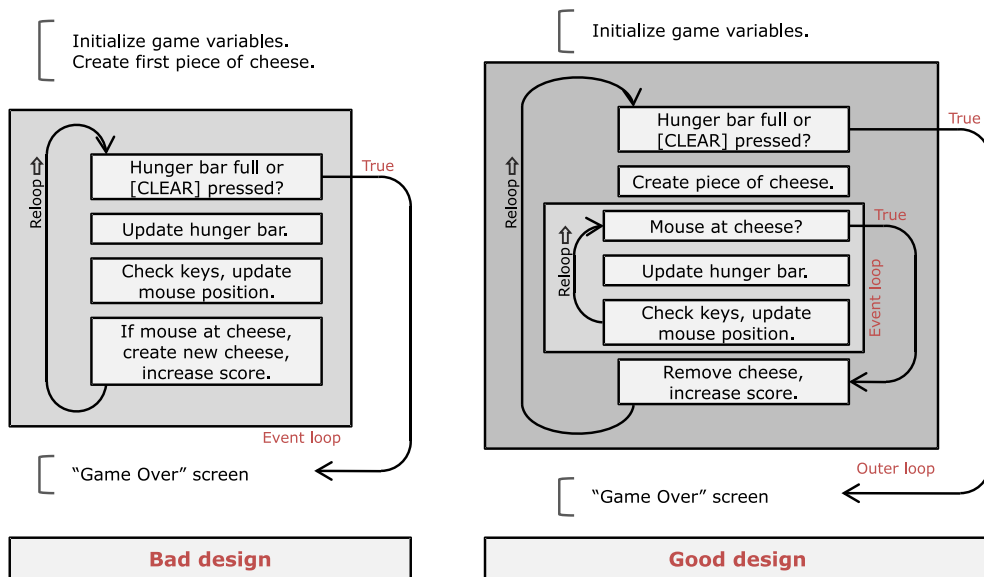 Initialize game variables.
Create first piece of cheese.
Reloop ⇧
Hunger bar full or
[CLEAR] pressed?
True
Update hunger bar.
Check keys, update
mouse position.
If mouse at cheese,
create new cheese,
increase score.
Event loop
“Game Over” screen
Bad design
Initialize game variables.
Reloop ⇧
Hunger bar full or
[CLEAR] pressed?
True
Create piece of cheese.
Reloop ⇧
Mouse at cheese?
True
Update hunger bar.
Check keys, update
mouse position.
Event loop
Remove cheese,
increase score.
Outer loop
“Game Over” screen
Good design